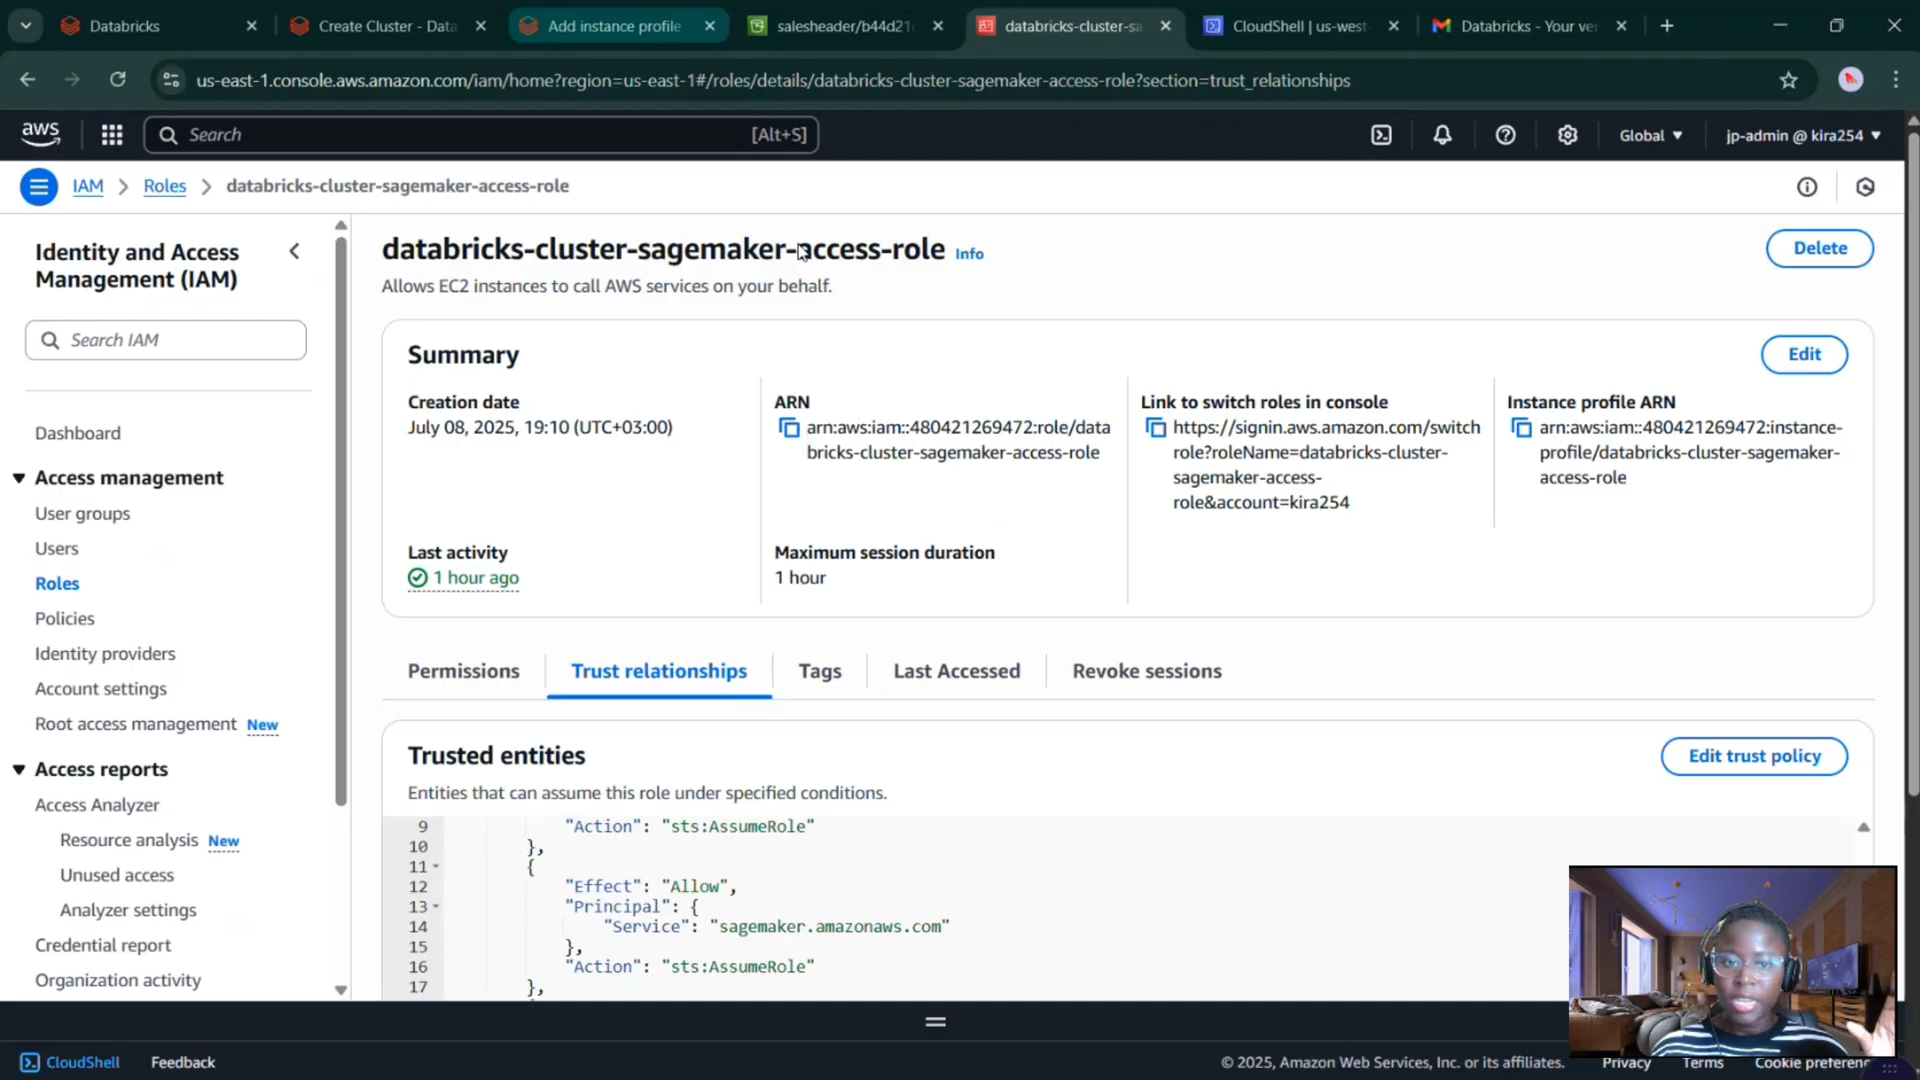 Databricks
Create Cluster - Data
Add instance profile
salesheader/b44d21
databricks-cluster-sa
CloudShell | us-west
Databricks - Your ve
us-east-1.console.aws.amazon.com/iam/home?region=us-east-1#/roles/details/databricks-cluster-sagemaker-access-role?section=trust_relationships
aws
Search
[Alt+S]
Global
jp-admin @ kira254
IAM
Roles
databricks-cluster-sagemaker-access-role
Identity and Access
Management (IAM)
Search IAM
Dashboard
Access management
User groups
Users
Roles
Policies
Identity providers
Account settings
Root access management New
Access reports
Access Analyzer
Resource analysis New
Unused access
Analyzer settings
Credential report
Organization activity
databricks-cluster-sagemaker-access-role Info
Delete
Allows EC2 instances to call AWS services on your behalf.
Summary
Edit
Creation date
July 08, 2025, 19:10 (UTC+03:00)
ARN
arn:aws:iam::480421269472:role/data
bricks-cluster-sagemaker-access-role
Link to switch roles in console
https://signin.aws.amazon.com/switch
role?roleName=databricks-cluster-
sagemaker-access-
role&account=kira254
Instance profile ARN
arn:aws:iam::480421269472:instance-
profile/databricks-cluster-sagemaker-
access-role
Last activity
1 hour ago
Maximum session duration
1 hour
Permissions
Trust relationships
Tags
Last Accessed
Revoke sessions
Trusted entities
Edit trust policy
Entities that can assume this role under specified conditions.
9 "Action": "sts:AssumeRole"
10 },
11 {
12 "Effect": "Allow",
13 "Principal": {
14 "Service": "sagemaker.amazonaws.com"
15 },
16 "Action": "sts:AssumeRole"
17 },
CloudShell
Feedback
© 2025, Amazon Web Services, Inc. or its affiliates.
Privacy
Terms
Cookie preferenc